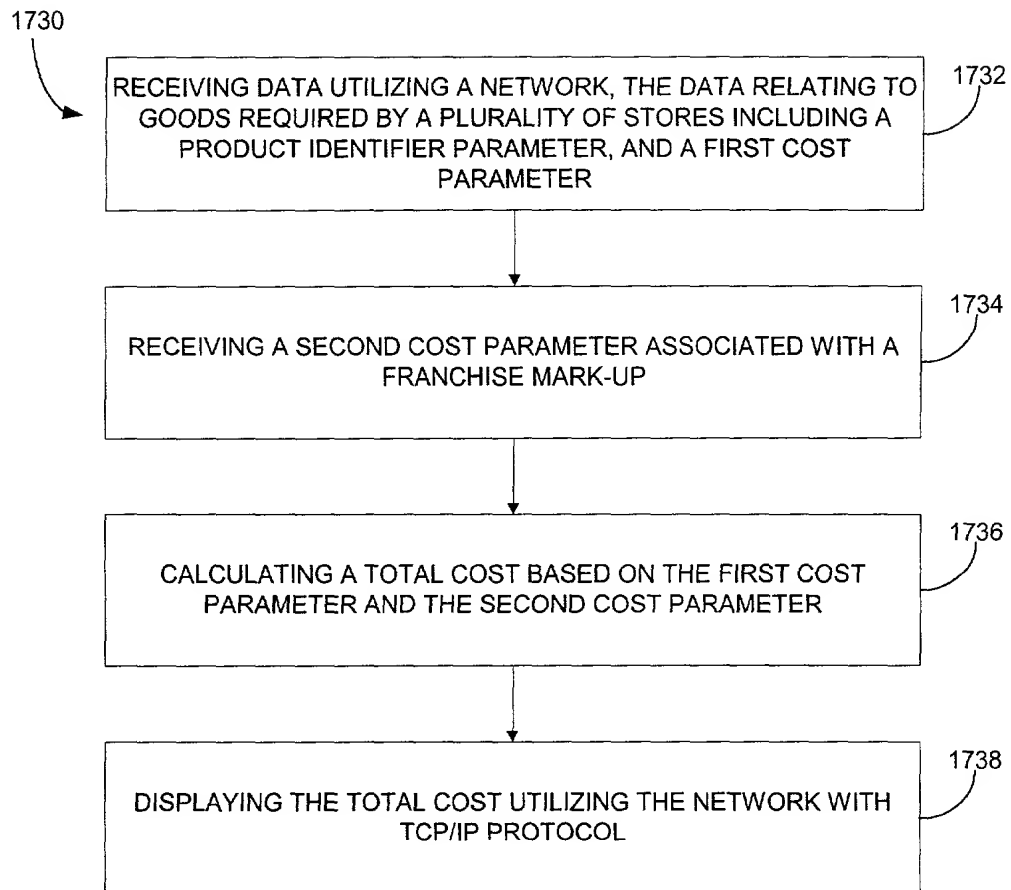 1730
RECEIVING DATA UTILIZING A NETWORK, THE DATA RELATING TO
GOODS REQUIRED BY A PLURALITY OF STORES INCLUDING A
PRODUCT IDENTIFIER PARAMETER, AND A FIRST COST
PARAMETER
1732
RECEIVING A SECOND COST PARAMETER ASSOCIATED WITH A
FRANCHISE MARK-UP
1734
CALCULATING A TOTAL COST BASED ON THE FIRST COST
PARAMETER AND THE SECOND COST PARAMETER
1736
DISPLAYING THE TOTAL COST UTILIZING THE NETWORK WITH
TCP/IP PROTOCOL
1738